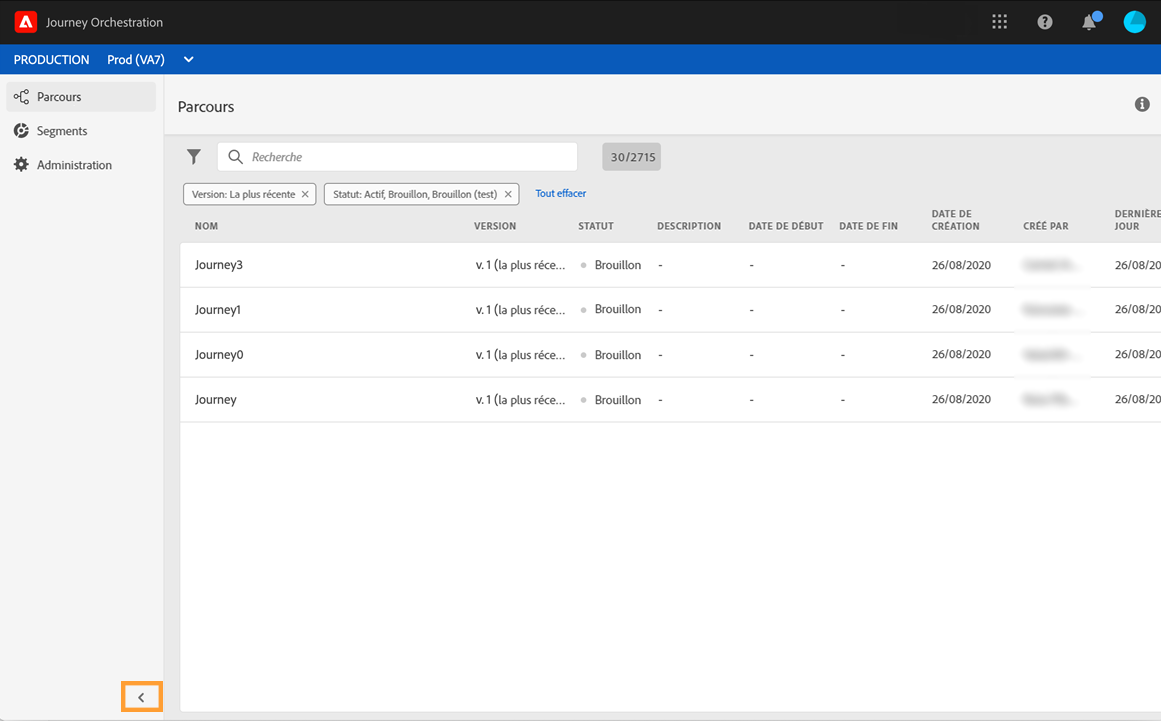 Journey Orchestration
PRODUCTION Prod (VA7)
Parcours
Segments
Administration
Parcours
Recherche 30/2715
Version: La plus récente Statut: Actif, Brouillon, Brouillon (test) Tout effacer
NOM VERSION STATUT DESCRIPTION DATE DE DÉBUT DATE DE FIN DATE DE CRÉATION CRÉÉ PAR DERNIÈRE JOUR
Journey3 v. 1 (la plus réce... Brouillon - - - 26/08/2020 26/08/20
Journey1 v. 1 (la plus réce... Brouillon - - - 26/08/2020 26/08/20
Journey0 v. 1 (la plus réce... Brouillon - - - 26/08/2020 26/08/20
Journey v. 1 (la plus réce... Brouillon - - - 26/08/2020 26/08/20